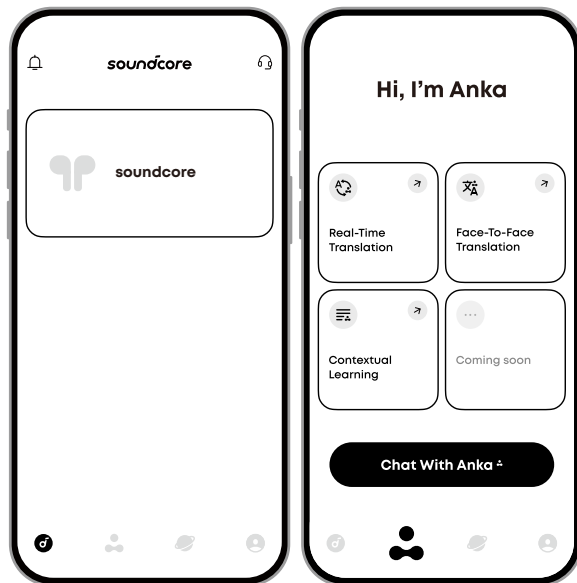 soundcore
soundcore
Hi, I'm Anka
Real-Time
Translation
Face-To-Face
Translation
Contextual
Learning
Coming soon
Chat With Anka